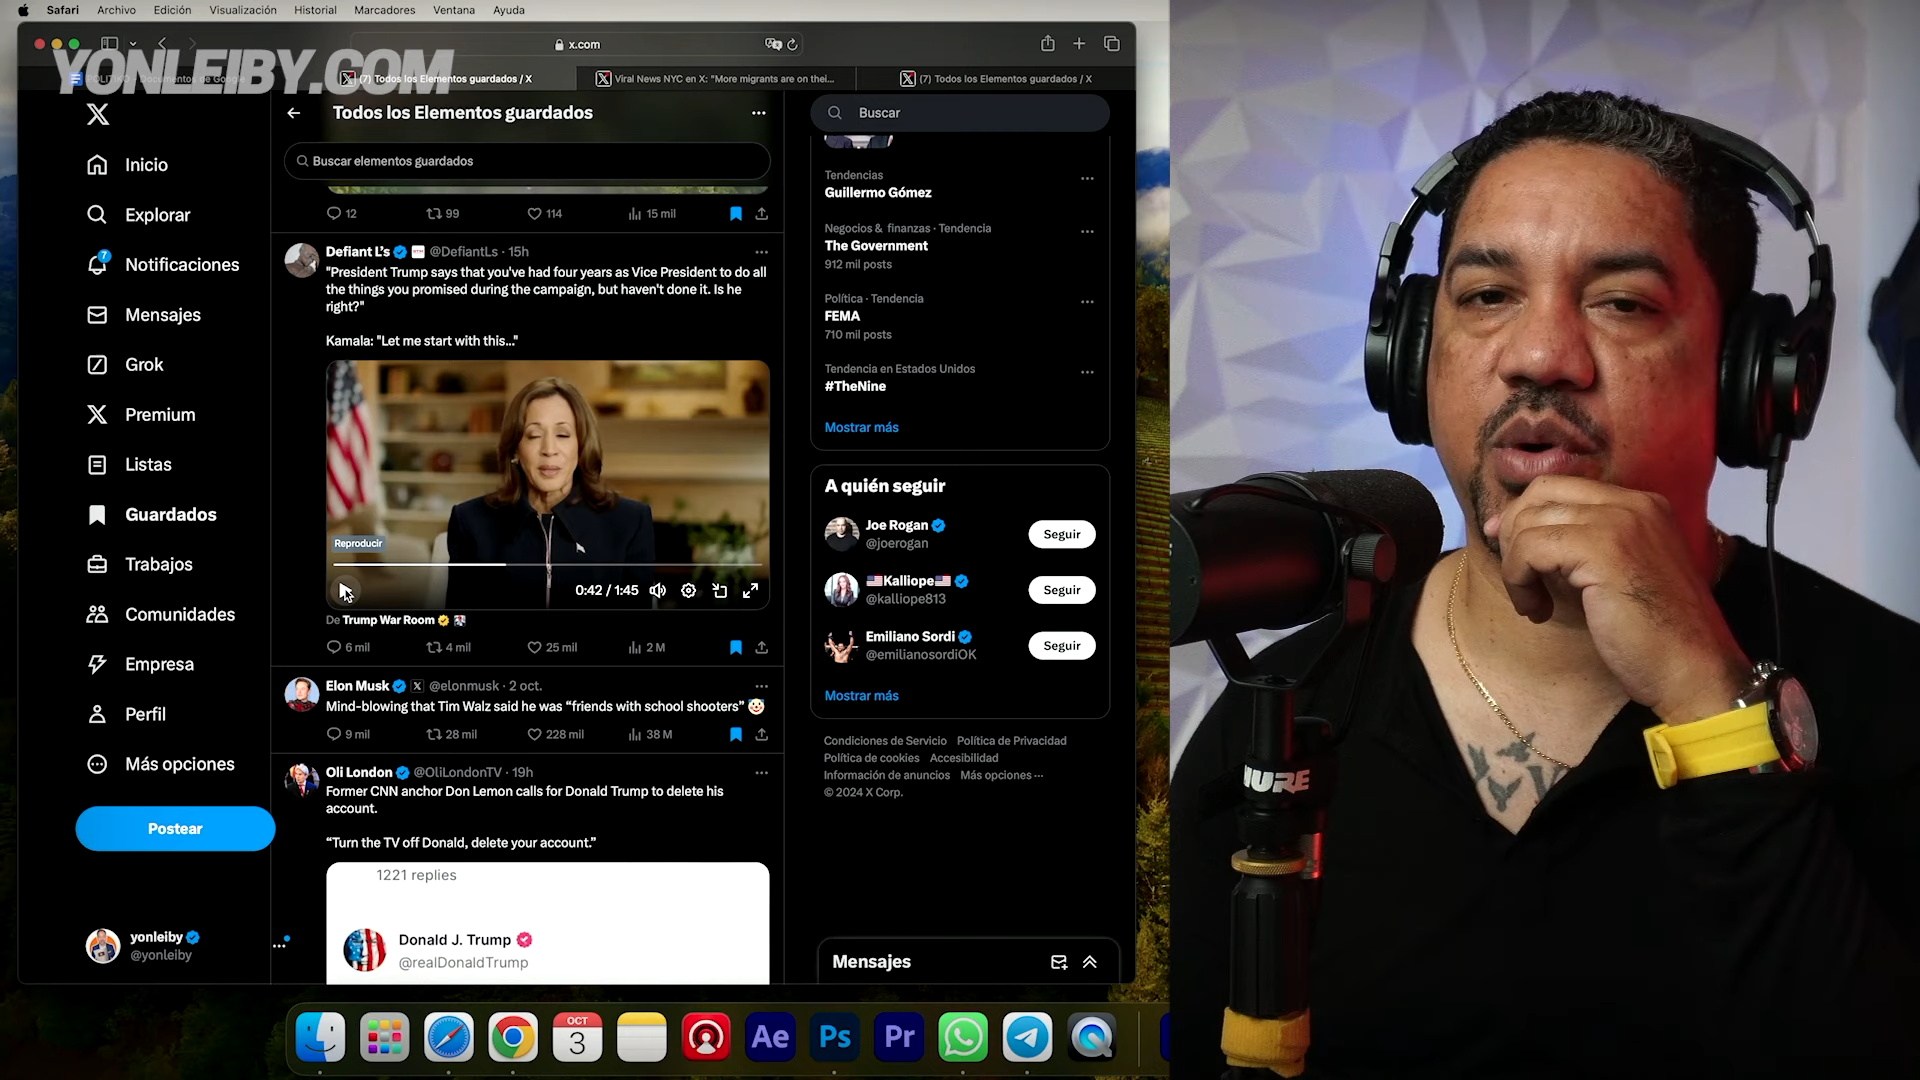 Safari Archivo Edición Visualización Historial Marcadores Ventana Ayuda
YONLEIBY.COM
x.com
(7) Todos los Elementos guardados / X
Viral News NYC en X: "More migrants are on thei...
(7) Todos los Elementos guardados / X
Todos los Elementos guardados
Buscar elementos guardados
Inicio
Explorar
7
Notificaciones
Mensajes
Grok
Premium
Listas
Guardados
Trabajos
Comunidades
Empresa
Perfil
Más opciones
Postear
yonleiby
@yonleiby
12 99 114 15 mil
Defiant L's @DefiantLs · 15h
"President Trump says that you've had four years as Vice President to do all
the things you promised during the campaign, but haven't done it. Is he
right?"
Kamala: "Let me start with this..."
Reproducir
0:42 / 1:45
De Trump War Room
6 mil 4 mil 25 mil 2 M
Elon Musk @elonmusk · 2 oct.
Mind-blowing that Tim Walz said he was “friends with school shooters”
9 mil 28 mil 228 mil 38 M
Oli London @OliLondonTV · 19h
Former CNN anchor Don Lemon calls for Donald Trump to delete his
account.
“Turn the TV off Donald, delete your account.”
1221 replies
Donald J. Trump
@realDonaldTrump
Buscar
Tendencias
Guillermo Gómez
Negocios & finanzas · Tendencia
The Government
912 mil posts
Política · Tendencia
FEMA
710 mil posts
Tendencia en Estados Unidos
#TheNine
Mostrar más
A quién seguir
Joe Rogan
@joerogan
Seguir
Kalliope
@kalliope813
Seguir
Emiliano Sordi
@emilianosordiOK
Seguir
Mostrar más
Condiciones de Servicio Política de Privacidad
Política de cookies Accesibilidad
Información de anuncios Más opciones ···
© 2024 X Corp.
Mensajes
OCT
3
Ae
Ps
Pr